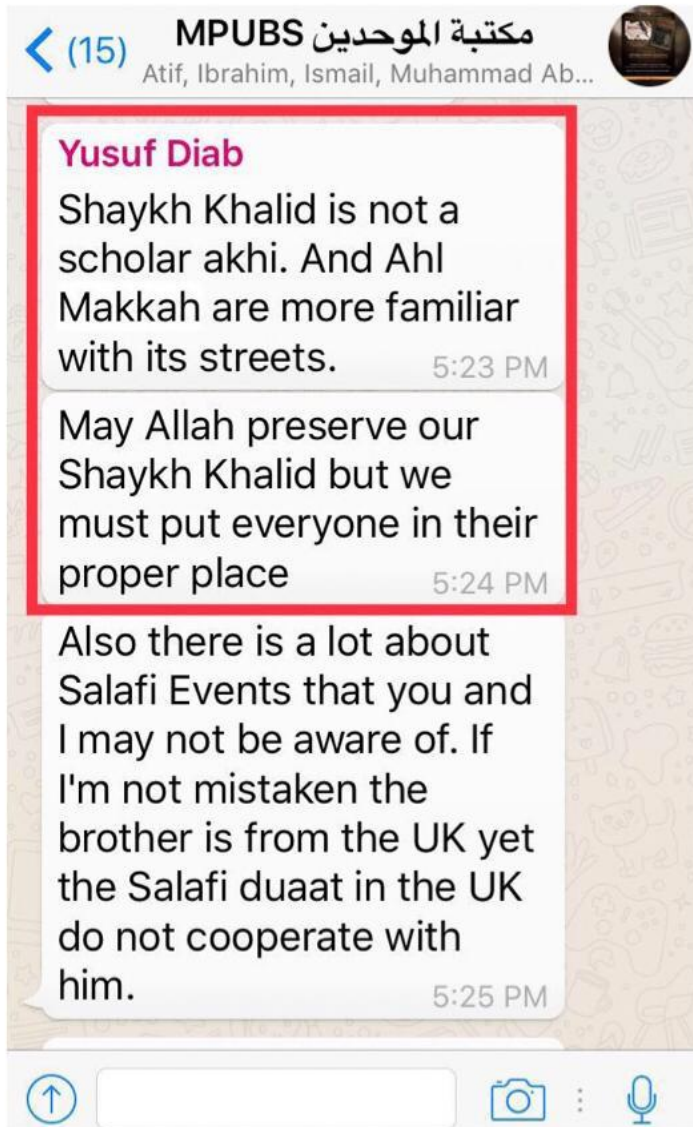 (15)
مكتبة الموحدين MPUBS
Atif, Ibrahim, Ismail, Muhammad Ab...
Yusuf Diab
Shaykh Khalid is not a
scholar akhi. And Ahl
Makkah are more familiar
with its streets.
5:23 PM
May Allah preserve our
Shaykh Khalid but we
must put everyone in their
proper place
5:24 PM
Also there is a lot about
Salafi Events that you and
I may not be aware of. If
I'm not mistaken the
brother is from the UK yet
the Salafi duaat in the UK
do not cooperate with
him.
5:25 PM